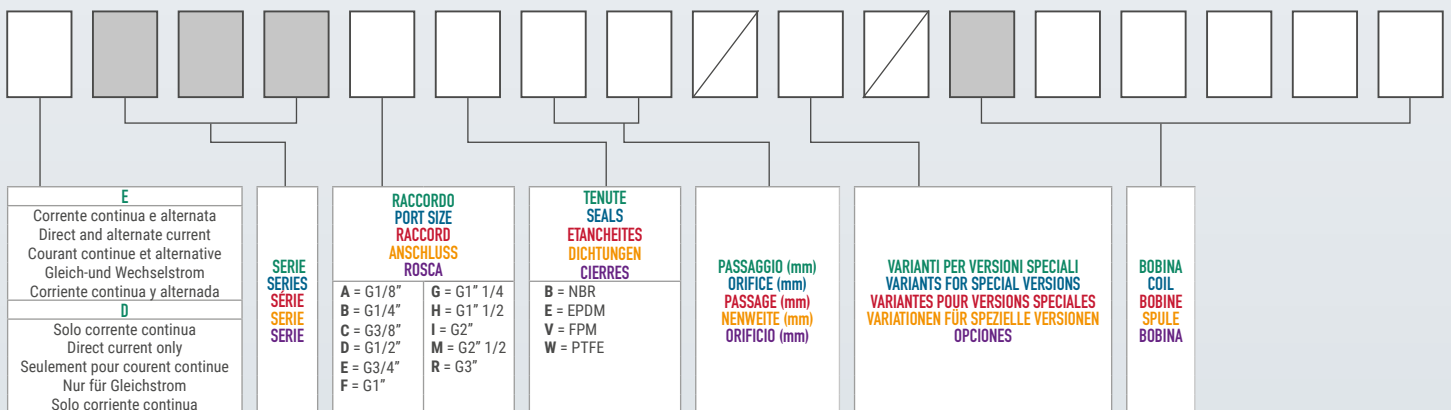 E
Corrente continua e alternata
Direct and alternate current
Courant continue et alternative
Gleich-und Wechselstrom
Corriente continua y alternada
D
Solo corrente continua
Direct current only
Seulement pour courent continue
Nur für Gleichstrom
Solo corriente continua
SERIE
SERIES
SÉRIE
SERIE
SERIE
RACCORDO
PORT SIZE
RACCORD
ANSCHLUSS
ROSCA
A = G1/8”
B = G1/4”
C = G3/8”
D = G1/2”
E = G3/4”
F = G1”
G = G1” 1/4
H = G1” 1/2
I = G2”
M = G2” 1/2
R = G3”
TENUTE
SEALS
ETANCHEITES
DICHTUNGEN
CIERRES
B = NBR
E = EPDM
V = FPM
W = PTFE
PASSAGGIO (mm)
ORIFICE (mm)
PASSAGE (mm)
NENWEITE (mm)
ORIFICIO (mm)
VARIANTI PER VERSIONI SPECIALI
VARIANTS FOR SPECIAL VERSIONS
VARIANTES POUR VERSIONS SPECIALES
VARIATIONEN FÜR SPEZIELLE VERSIONEN
OPCIONES
BOBINA
COIL
BOBINE
SPULE
BOBINA